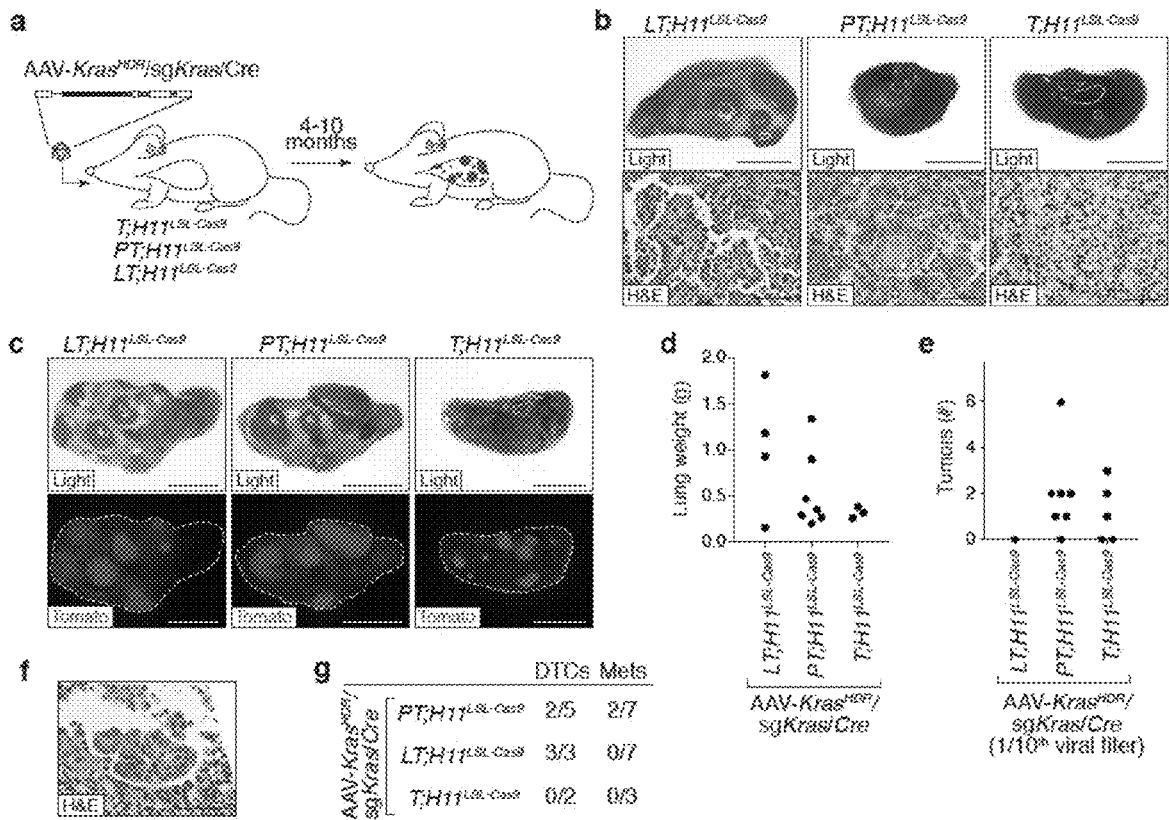 a
AAV-Kras^HDR/sgKras/Cre
4-10
months
T;H11^LSL-Cas9
PT;H11^LSL-Cas9
LT;H11^LSL-Cas9
b
LT;H11^LSL-Cas9 PT;H11^LSL-Cas9 T;H11^LSL-Cas9
Light Light Light
H&E H&E H&E
c
LT;H11^LSL-Cas9 PT;H11^LSL-Cas9 T;H11^LSL-Cas9
Light Light Light
Tomato Tomato Tomato
d
Lung weight (g)
2.0
1.5
1.0
0.5
0.0
LT;H11^LSL-Cas9
PT;H11^LSL-Cas9
T;H11^LSL-Cas9
AAV-Kras^HDR/
sgKras/Cre
e
Tumors (#)
6
4
2
0
LT;H11^LSL-Cas9
PT;H11^LSL-Cas9
T;H11^LSL-Cas9
AAV-Kras^HDR/
sgKras/Cre
(1/10^th viral titer)
f
H&E
g
AAV-Kras^HDR/
sgKras/Cre
DTCs Mets
PT;H11^LSL-Cas9 2/5 2/7
LT;H11^LSL-Cas9 3/3 0/7
T;H11^LSL-Cas9 0/2 0/3